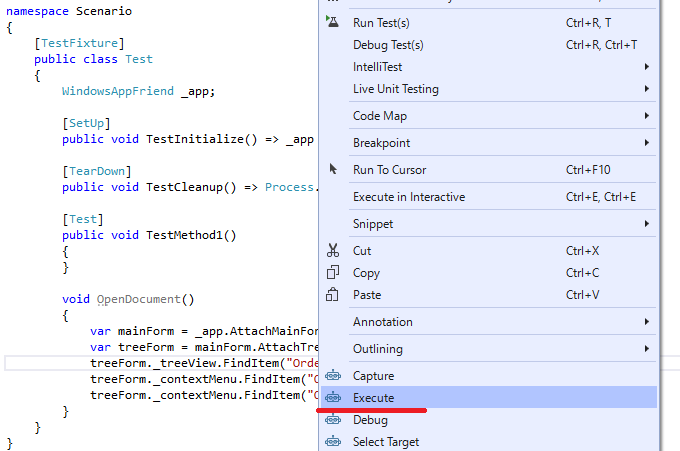 namespace Scenario
{
[TestFixture]
public class Test
{
WindowsAppFriend _app;
[SetUp]
public void TestInitialize() => _app
[TearDown]
public void TestCleanup() => Process.
[Test]
public void TestMethod1()
{
}
void OpenDocument()
{
var mainForm = _app.AttachMainFor
var treeForm = mainForm.AttachTre
treeForm._treeView.FindItem("Orde
treeForm._contextMenu.FindItem("O
treeForm._contextMenu.FindItem("O
}
}
}
Run Test(s) Ctrl+R, T
Debug Test(s) Ctrl+R, Ctrl+T
IntelliTest
Live Unit Testing
Code Map
Breakpoint
Run To Cursor Ctrl+F10
Execute in Interactive Ctrl+E, Ctrl+E
Snippet
Cut Ctrl+X
Copy Ctrl+C
Paste Ctrl+V
Annotation
Outlining
Capture
Execute
Debug
Select Target